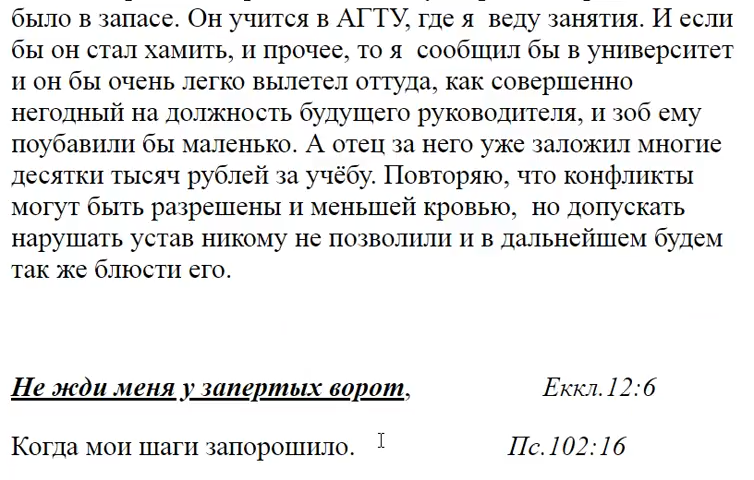 было в запасе. Он учится в АГТУ, где я  веду занятия. И если
бы он стал хамить, и прочее, то я  сообщил бы в университет
и он бы очень легко вылетел оттуда, как совершенно
негодный на должность будущего руководителя, и зоб ему
поубавили бы маленько. А отец за него уже заложил многие
десятки тысяч рублей за учёбу. Повторяю, что конфликты
могут быть разрешены и меньшей кровью,  но допускать
нарушать устав никому не позволили и в дальнейшем будем
так же блюсти его.
Не жди меня у запертых ворот, Еккл.12:6
Когда мои шаги запорошило. Пс.102:16